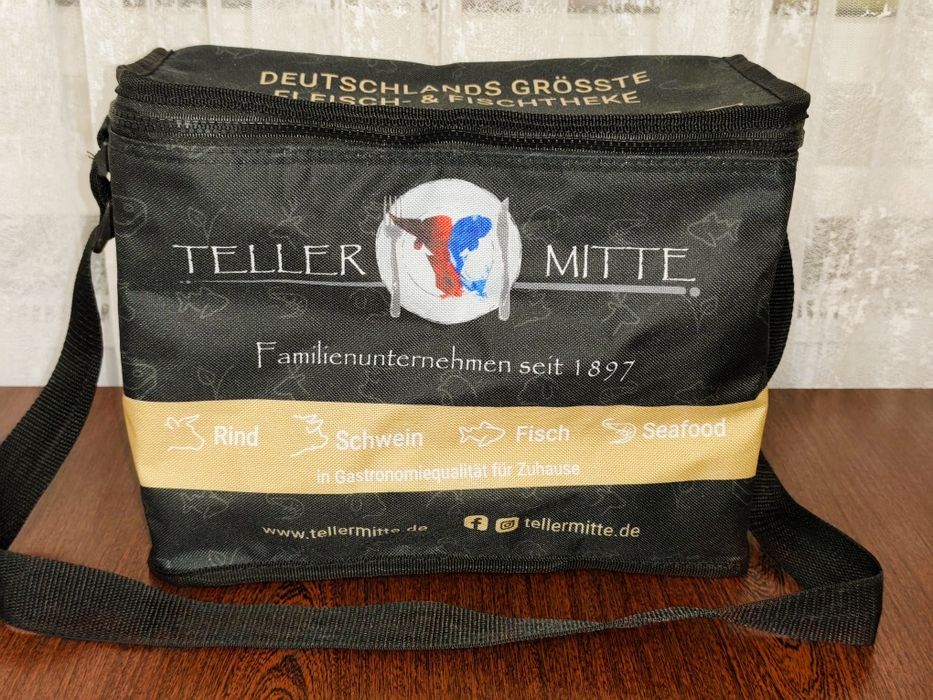 DEUTSCHLANDS GRÖSSTE
FLEISCH- & FISCHTHEKE
TELLER MITTE
Familienunternehmen seit 1897
Rind Schwein Fisch Seafood
in Gastronomiequalität für Zuhause
www.tellermitte.de tellermitte.de